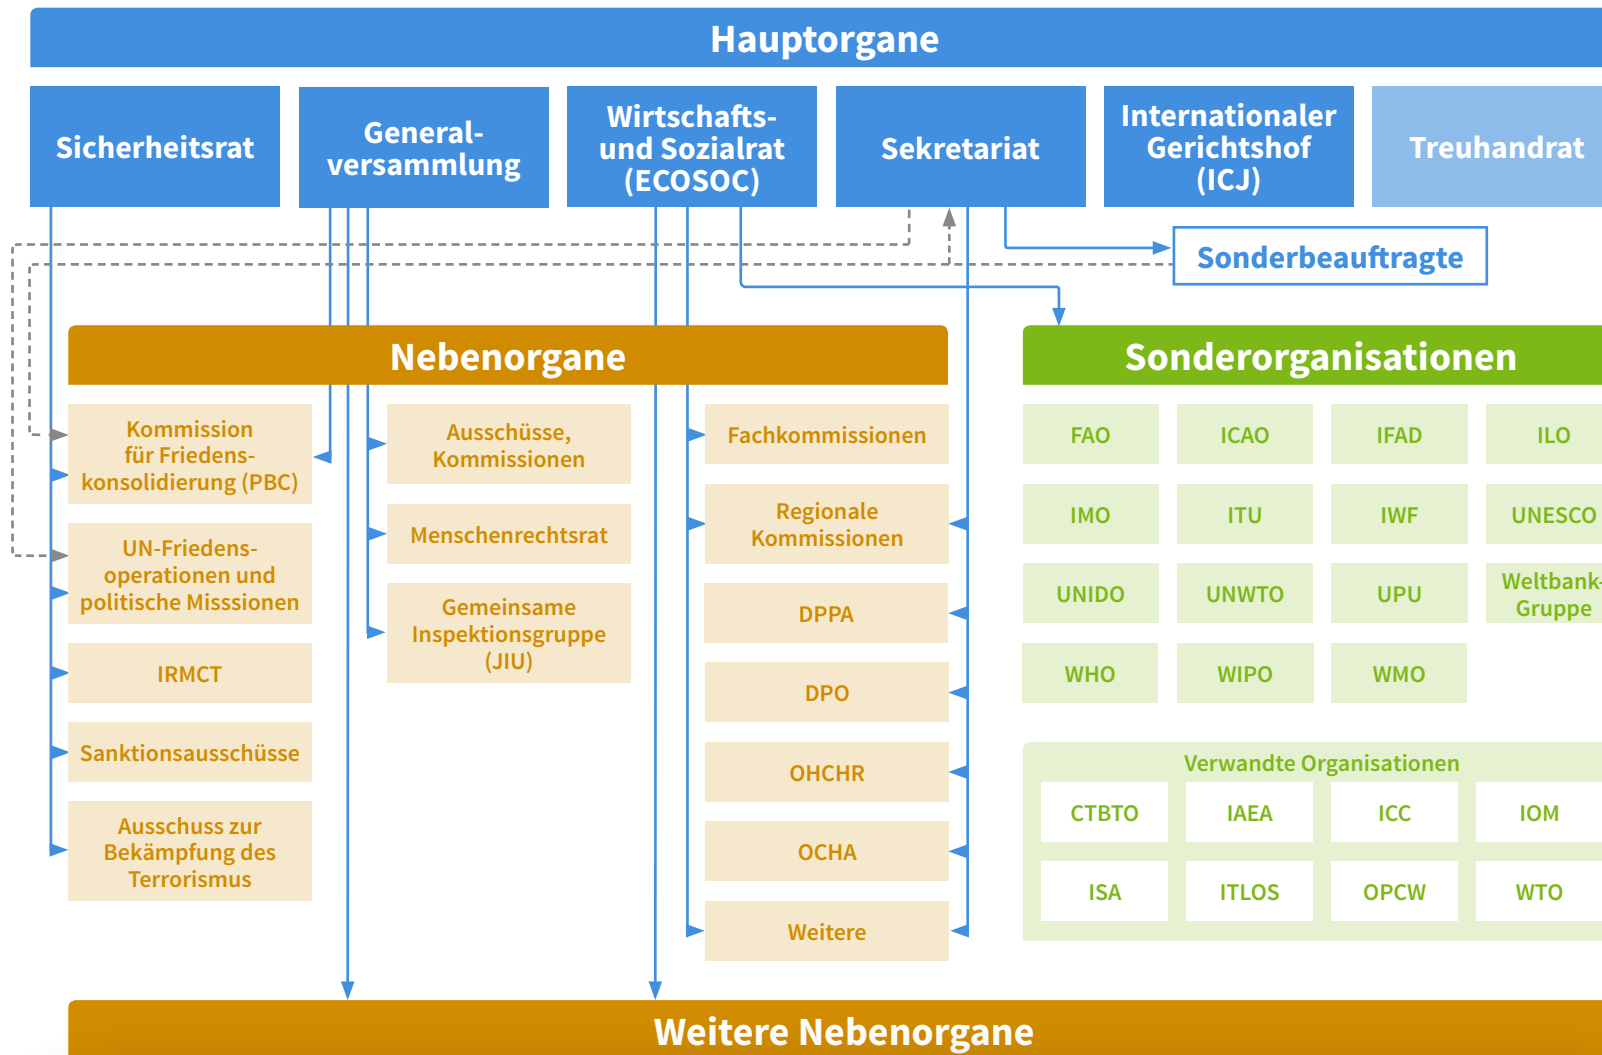 Hauptorgane
Sicherheitsrat
General-
versammlung
Wirtschafts-
und Sozialrat
(ECOSOC)
Sekretariat
Internationaler
Gerichtshof
(ICJ)
Treuhandrat
Sonderbeauftragte
Nebenorgane
Kommission
für Friedens-
konsolidierung (PBC)
UN-Friedens-
operationen und
politische Misssionen
IRMCT
Sanktionsausschüsse
Ausschuss zur
Bekämpfung des
Terrorismus
Ausschüsse,
Kommissionen
Menschenrechtsrat
Gemeinsame
Inspektionsgruppe
(JIU)
Fachkommissionen
Regionale
Kommissionen
DPPA
DPO
OHCHR
OCHA
Weitere
Sonderorganisationen
FAO
ICAO
IFAD
ILO
IMO
ITU
IWF
UNESCO
UNIDO
UNWTO
UPU
Weltbank-
Gruppe
WHO
WIPO
WMO
Verwandte Organisationen
CTBTO
IAEA
ICC
IOM
ISA
ITLOS
OPCW
WTO
Weitere Nebenorgane